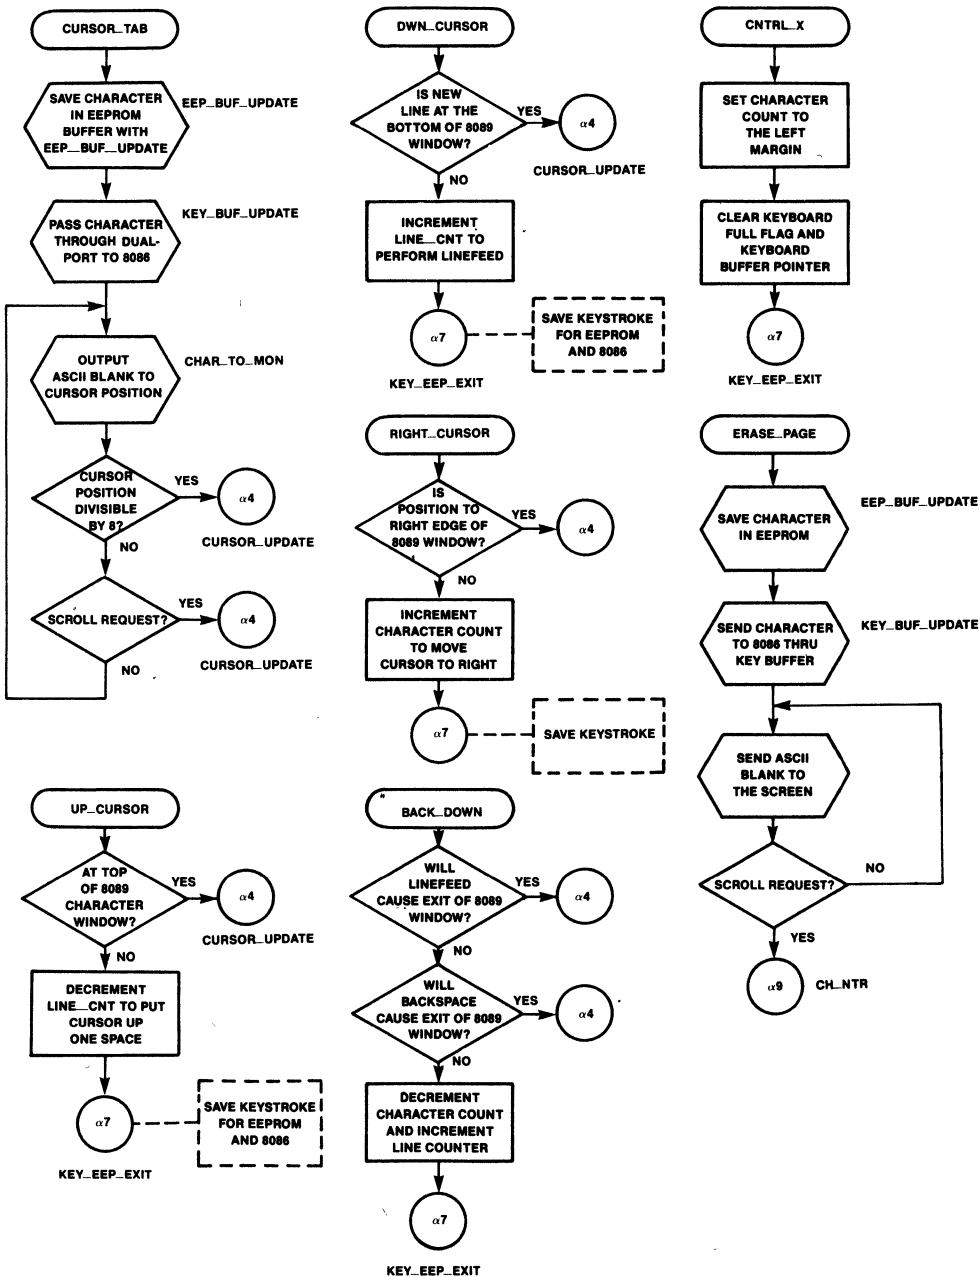 CURSOR_TAB
SAVE CHARACTER
IN EEPROM
BUFFER WITH
EEP_BUF_UPDATE
EEP_BUF_UPDATE
PASS CHARACTER
THROUGH DUAL-
PORT TO 8086
KEY_BUF_UPDATE
OUTPUT
ASCII BLANK TO
CURSOR POSITION
CHAR_TO_MON
CURSOR
POSITION
DIVISIBLE
BY 8?
YES
α4
CURSOR_UPDATE
NO
SCROLL REQUEST?
YES
α4
CURSOR_UPDATE
NO
UP_CURSOR
AT TOP
OF 8089
CHARACTER
WINDOW?
YES
α4
CURSOR_UPDATE
NO
DECREMENT
LINE_CNT TO PUT
CURSOR UP
ONE SPACE
α7
KEY_EEP_EXIT
SAVE KEYSTROKE
FOR EEPROM
AND 8086
DWN_CURSOR
IS NEW
LINE AT THE
BOTTOM OF 8089
WINDOW?
YES
α4
CURSOR_UPDATE
NO
INCREMENT
LINE_CNT TO
PERFORM LINEFEED
α7
KEY_EEP_EXIT
SAVE KEYSTROKE
FOR EEPROM
AND 8086
RIGHT_CURSOR
IS
POSITION TO
RIGHT EDGE OF
8089 WINDOW?
YES
α4
NO
INCREMENT
CHARACTER COUNT
TO MOVE
CURSOR TO RIGHT
α7
SAVE KEYSTROKE
BACK_DOWN
WILL
LINEFEED
CAUSE EXIT OF 8089
WINDOW?
YES
α4
NO
WILL
BACKSPACE
CAUSE EXIT OF 8089
WINDOW?
YES
α4
NO
DECREMENT
CHARACTER COUNT
AND INCREMENT
LINE COUNTER
α7
KEY_EEP_EXIT
CNTRL_X
SET CHARACTER
COUNT TO
THE LEFT
MARGIN
CLEAR KEYBOARD
FULL FLAG AND
KEYBOARD
BUFFER POINTER
α7
KEY_EEP_EXIT
ERASE_PAGE
SAVE CHARACTER
IN EEPROM
EEP_BUF_UPDATE
SEND CHARACTER
TO 8086 THRU
KEY BUFFER
KEY_BUF_UPDATE
SEND ASCII
BLANK TO
THE SCREEN
SCROLL REQUEST?
NO
YES
α9
CH_NTR